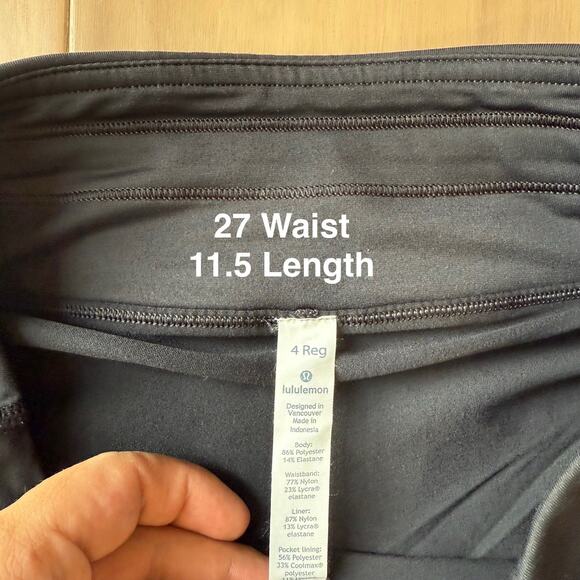 27 Waist
11.5 Length
4 Reg
lululemon
Designed in
Vancouver
Made in
Indonesia
Body:
86% Polyester
14% Elastane
Waistband:
77% Nylon
23% Lycra®
elastane
Liner:
87% Nylon
13% Lycra®
elastane
Pocket lining:
56% Polyester
33% Coolmax®
polyester